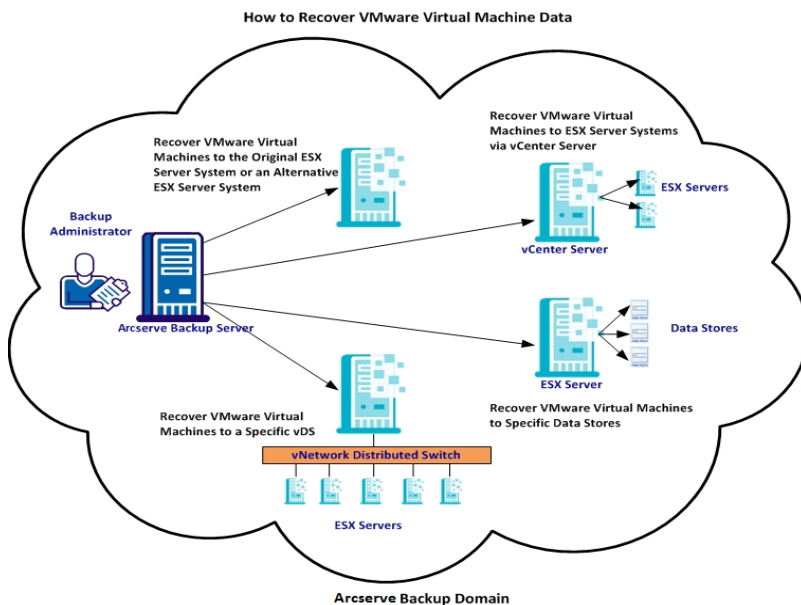 How to Recover VMware Virtual Machine Data
Recover VMware Virtual
Machines to the Original ESX
Server System or an Alternative
ESX Server System
Recover VMware Virtual
Machines to ESX Server Systems
via vCenter Server
ESX Servers
vCenter Server
Backup
Administrator
Arcserve Backup Server
Data Stores
ESX Server
Recover VMware Virtual Machines
to Specific Data Stores
Recover VMware Virtual
Machines to a Specific vDS
vNetwork Distributed Switch
ESX Servers
Arcserve Backup Domain